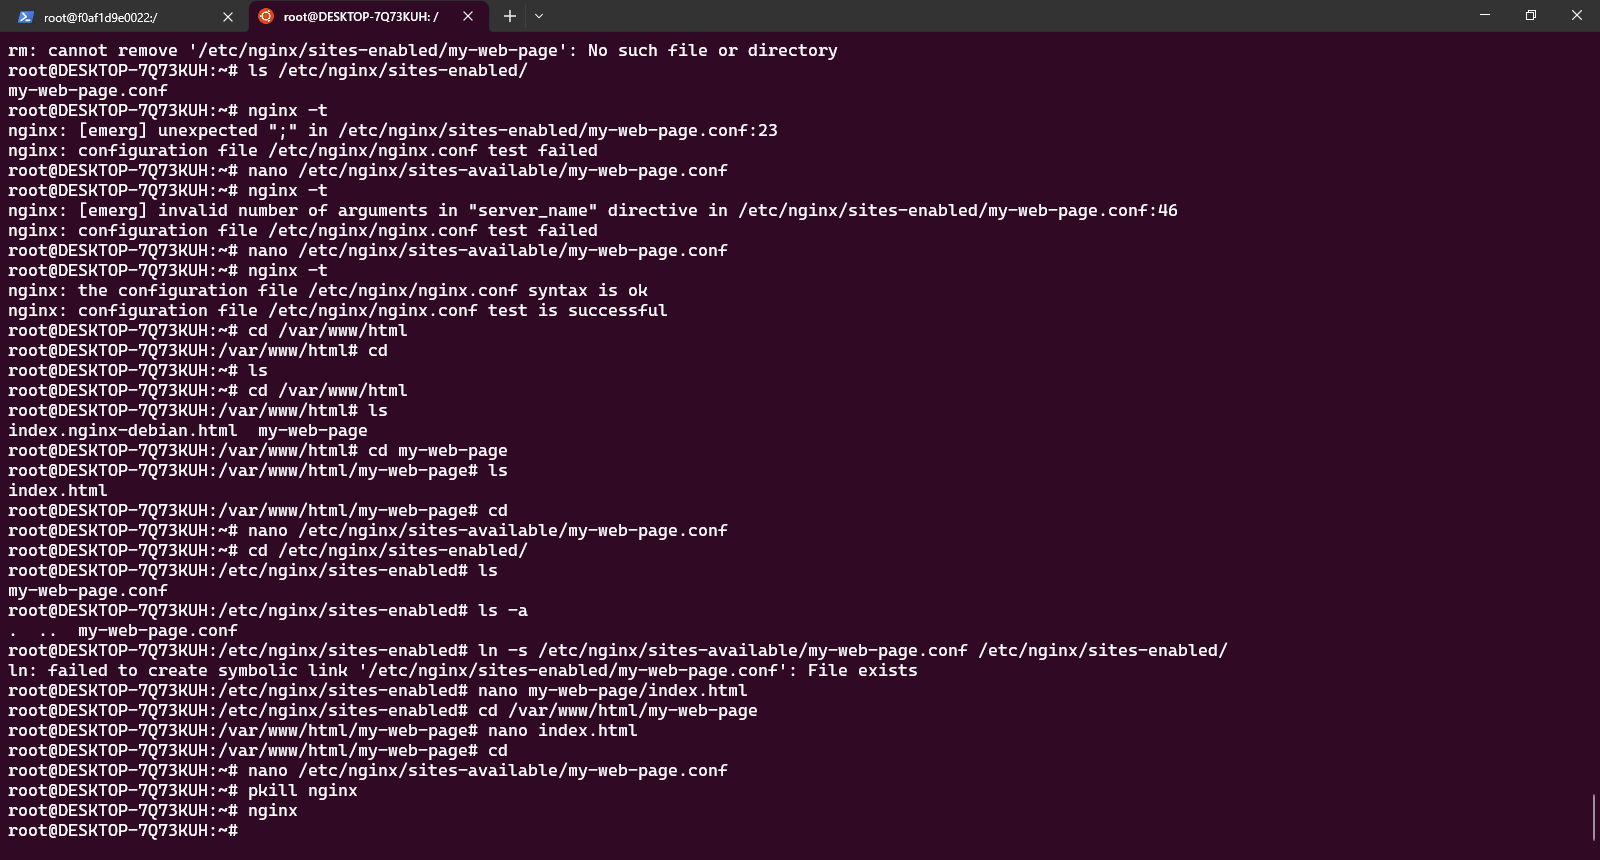 root@f0af1d9e0022:/
root@DESKTOP-7Q73KUH: /
rm: cannot remove '/etc/nginx/sites-enabled/my-web-page': No such file or directory
root@DESKTOP-7Q73KUH:~# ls /etc/nginx/sites-enabled/
my-web-page.conf
root@DESKTOP-7Q73KUH:~# nginx -t
nginx: [emerg] unexpected ";" in /etc/nginx/sites-enabled/my-web-page.conf:23
nginx: configuration file /etc/nginx/nginx.conf test failed
root@DESKTOP-7Q73KUH:~# nano /etc/nginx/sites-available/my-web-page.conf
root@DESKTOP-7Q73KUH:~# nginx -t
nginx: [emerg] invalid number of arguments in "server_name" directive in /etc/nginx/sites-enabled/my-web-page.conf:46
nginx: configuration file /etc/nginx/nginx.conf test failed
root@DESKTOP-7Q73KUH:~# nano /etc/nginx/sites-available/my-web-page.conf
root@DESKTOP-7Q73KUH:~# nginx -t
nginx: the configuration file /etc/nginx/nginx.conf syntax is ok
nginx: configuration file /etc/nginx/nginx.conf test is successful
root@DESKTOP-7Q73KUH:~# cd /var/www/html
root@DESKTOP-7Q73KUH:/var/www/html# cd
root@DESKTOP-7Q73KUH:~# ls
root@DESKTOP-7Q73KUH:~# cd /var/www/html
root@DESKTOP-7Q73KUH:/var/www/html# ls
index.nginx-debian.html  my-web-page
root@DESKTOP-7Q73KUH:/var/www/html# cd my-web-page
root@DESKTOP-7Q73KUH:/var/www/html/my-web-page# ls
index.html
root@DESKTOP-7Q73KUH:/var/www/html/my-web-page# cd
root@DESKTOP-7Q73KUH:~# nano /etc/nginx/sites-available/my-web-page.conf
root@DESKTOP-7Q73KUH:~# cd /etc/nginx/sites-enabled/
root@DESKTOP-7Q73KUH:/etc/nginx/sites-enabled# ls
my-web-page.conf
root@DESKTOP-7Q73KUH:/etc/nginx/sites-enabled# ls -a
.  ..  my-web-page.conf
root@DESKTOP-7Q73KUH:/etc/nginx/sites-enabled# ln -s /etc/nginx/sites-available/my-web-page.conf /etc/nginx/sites-enabled/
ln: failed to create symbolic link '/etc/nginx/sites-enabled/my-web-page.conf': File exists
root@DESKTOP-7Q73KUH:/etc/nginx/sites-enabled# nano my-web-page/index.html
root@DESKTOP-7Q73KUH:/etc/nginx/sites-enabled# cd /var/www/html/my-web-page
root@DESKTOP-7Q73KUH:/var/www/html/my-web-page# nano index.html
root@DESKTOP-7Q73KUH:/var/www/html/my-web-page# cd
root@DESKTOP-7Q73KUH:~# nano /etc/nginx/sites-available/my-web-page.conf
root@DESKTOP-7Q73KUH:~# pkill nginx
root@DESKTOP-7Q73KUH:~# nginx
root@DESKTOP-7Q73KUH:~#